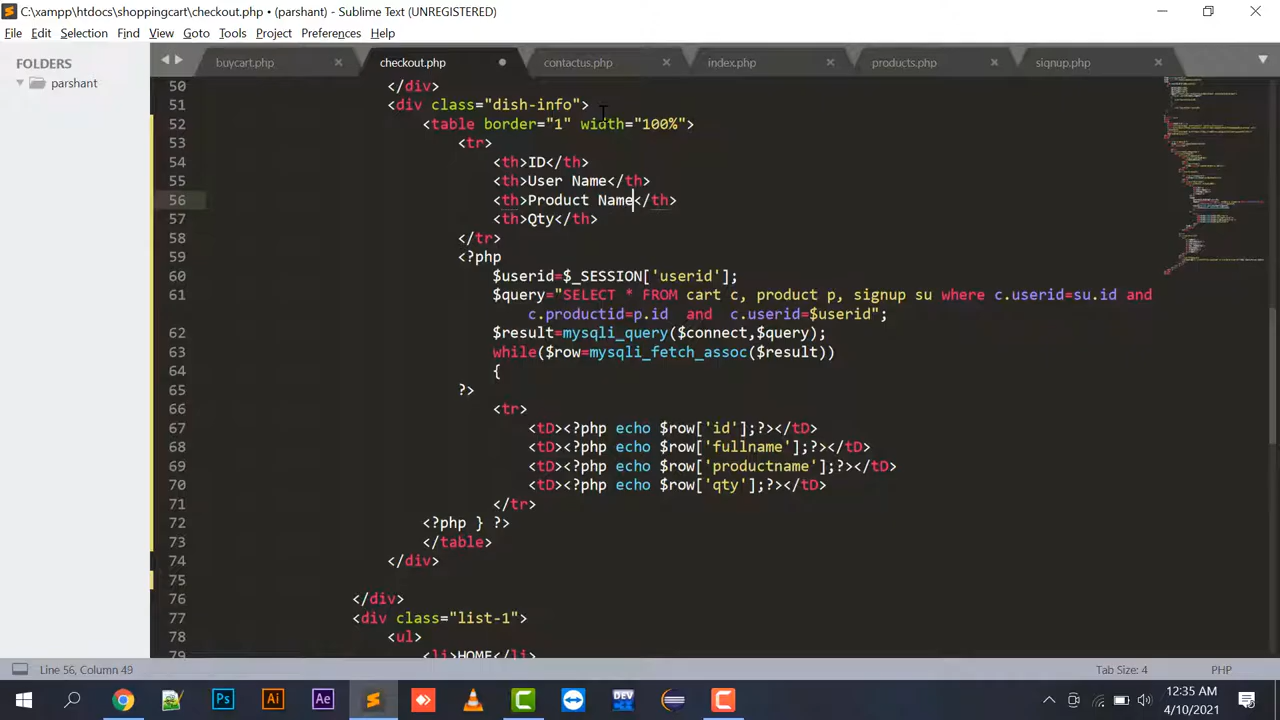 C:\xampp\htdocs\shoppingcart\checkout.php • (parshant) - Sublime Text (UNREGISTERED)
File Edit Selection Find View Goto Tools Project Preferences Help
FOLDERS
parshant
buycart.php checkout.php contactus.php index.php products.php signup.php
50 </div>
51 <div class="dish-info">
52 <table border="1" width="100%">
53 <tr>
54 <th>ID</th>
55 <th>User Name</th>
56 <th>Product Name</th>
57 <th>Qty</th>
58 </tr>
59 <?php
60 $userid=$_SESSION['userid'];
61 $query="SELECT * FROM cart c, product p, signup su where c.userid=su.id and
c.productid=p.id and c.userid=$userid";
62 $result=mysqli_query($connect,$query);
63 while($row=mysqli_fetch_assoc($result))
64 {
65 ?>
66 <tr>
67 <tD><?php echo $row['id'];?></tD>
68 <tD><?php echo $row['fullname'];?></tD>
69 <tD><?php echo $row['productname'];?></tD>
70 <tD><?php echo $row['qty'];?></tD>
71 </tr>
72 <?php } ?>
73 </table>
74 </div>
75
76 </div>
77 <div class="list-1">
78 <ul>
79 <li>HOME</li>
Line 56, Column 49
Tab Size: 4
PHP
Ps Ai Ae DEV
12:35 AM
4/10/2021